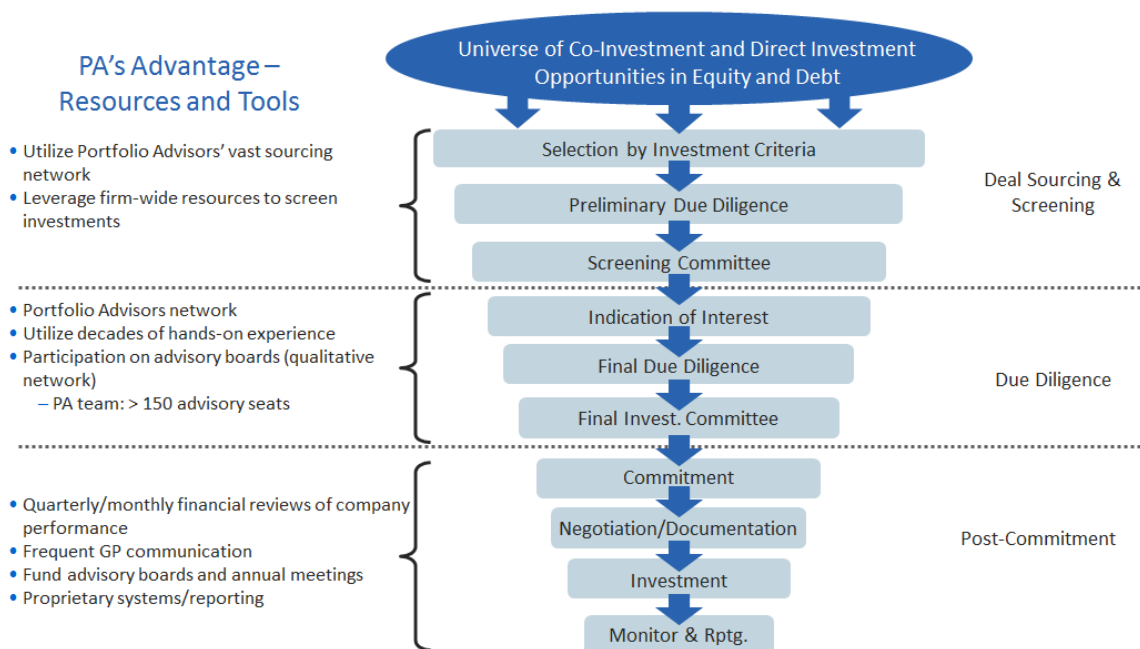 PA's Advantage –
Resources and Tools
Universe of Co-Investment and Direct Investment
Opportunities in Equity and Debt
• Utilize Portfolio Advisors' vast sourcing
network
• Leverage firm-wide resources to screen
investments
Selection by Investment Criteria
Preliminary Due Diligence
Screening Committee
Deal Sourcing &
Screening
• Portfolio Advisors network
• Utilize decades of hands-on experience
• Participation on advisory boards (qualitative
network)
– PA team: > 150 advisory seats
Indication of Interest
Final Due Diligence
Final Invest. Committee
Due Diligence
• Quarterly/monthly financial reviews of company
performance
• Frequent GP communication
• Fund advisory boards and annual meetings
• Proprietary systems/reporting
Commitment
Negotiation/Documentation
Investment
Monitor & Rptg.
Post-Commitment